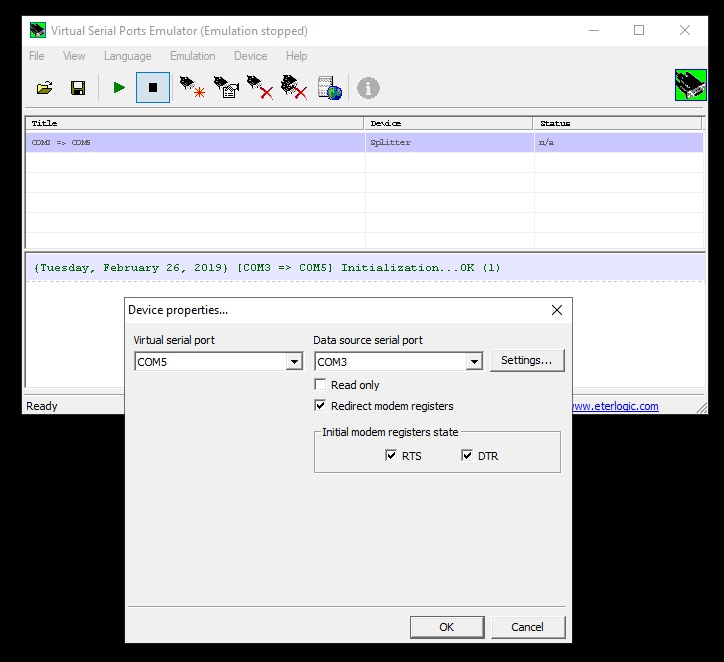 Virtual Serial Ports Emulator (Emulation stopped)
File View Language Emulation Device Help
Title Device Status
COM3 => COM5 Splitter n/a
{Tuesday, February 26, 2019} [COM3 => COM5] Initialization...OK (1)
Device properties...
Virtual serial port Data source serial port
COM5 COM3 Settings...
Read only
Redirect modem registers
Ready www.eterlogic.com
Initial modem registers state
RTS DTR
OK Cancel